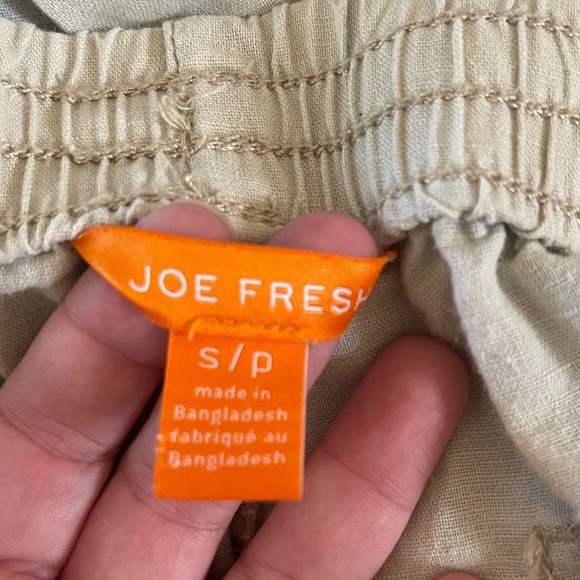 JOE FRESH
s/p
made in
Bangladesh
fabriqué au
Bangladesh